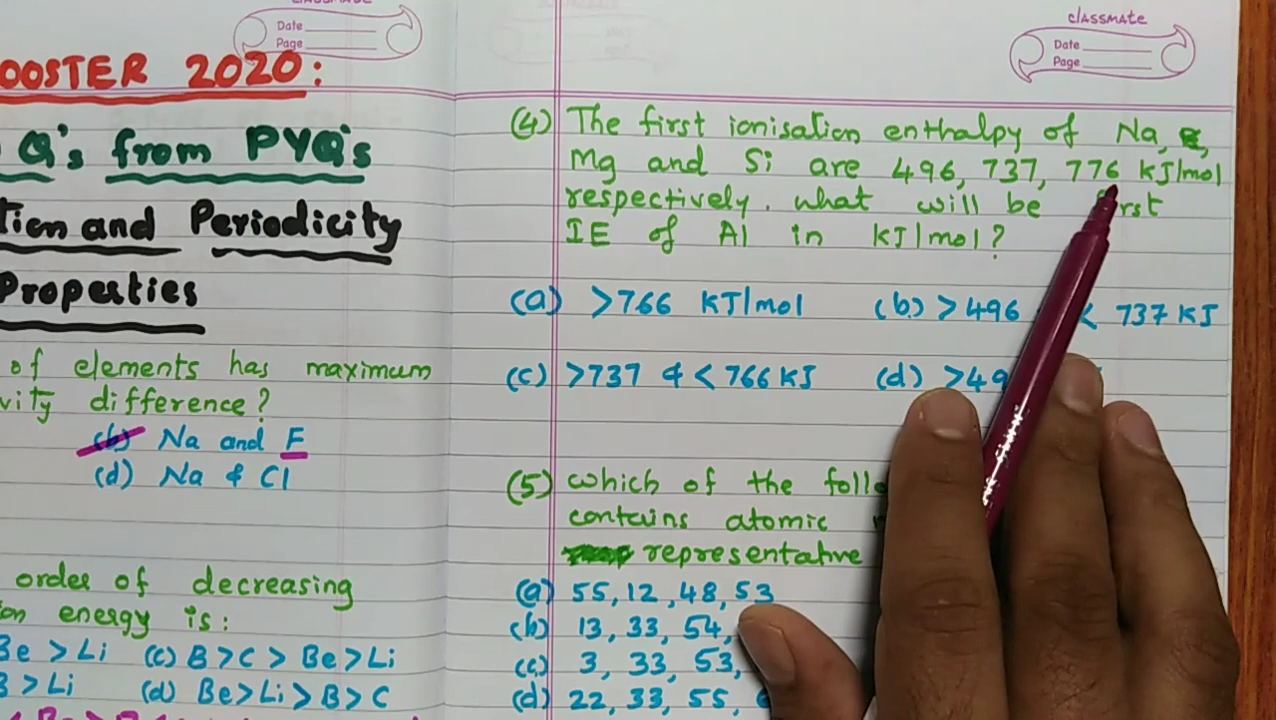 CLASSMATE
Date
Page
OOSTER 2020:
Q's from PYQ's
tion and Periodicity
Properties
of elements has maximum
vity difference?
(b) Na and F
(d) Na & Cl
order of decreasing
on energy is:
Be > Li (c) B > C > Be > Li
B > Li (d) Be > Li > B > C
classmate
Date
Page
(4) The first ionisation enthalpy of Na,
Mg and Si are 496, 737, 776 kJ/mol
respectively. what will be first
IE of Al in kJ/mol?
(a) >766 KJ/mol (b) >496 < 737 KJ
(c) >737 & < 766 KJ (d) >49
(5) which of the foll
contains atomic
representative
(a) 55, 12, 48, 53
(b) 13, 33, 54,
(c) 3, 33, 53,
(d) 22, 33, 55,